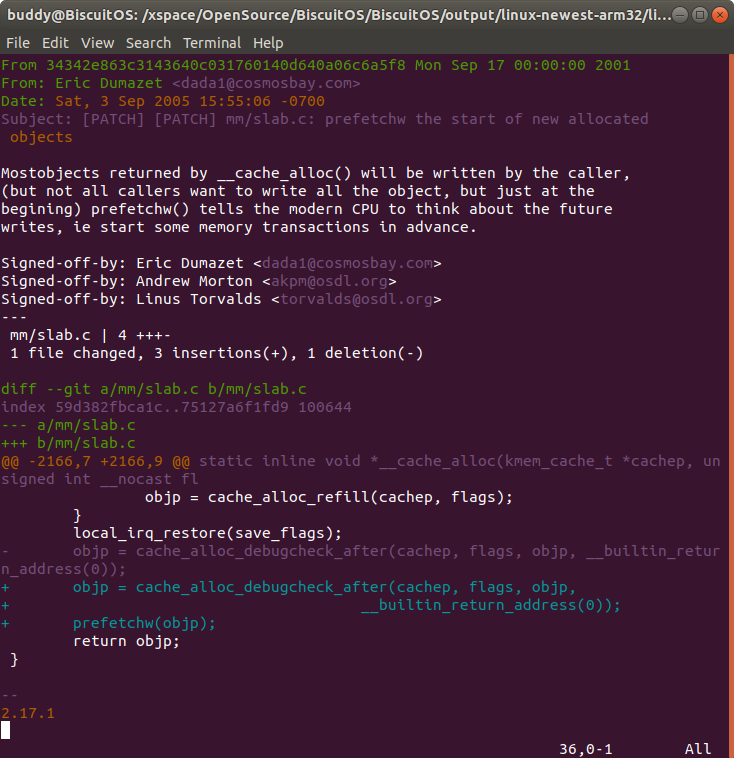 buddy@BiscuitOS: /xspace/OpenSource/BiscuitOS/BiscuitOS/output/linux-newest-arm32/li...
File Edit View Search Terminal Help
From 34342e863c3143640c031760140d640a06c6a5f8 Mon Sep 17 00:00:00 2001
From: Eric Dumazet <dada1@cosmosbay.com>
Date: Sat, 3 Sep 2005 15:55:06 -0700
Subject: [PATCH] [PATCH] mm/slab.c: prefetchw the start of new allocated
 objects
Mostobjects returned by __cache_alloc() will be written by the caller,
(but not all callers want to write all the object, but just at the
begining) prefetchw() tells the modern CPU to think about the future
writes, ie start some memory transactions in advance.
Signed-off-by: Eric Dumazet <dada1@cosmosbay.com>
Signed-off-by: Andrew Morton <akpm@osdl.org>
Signed-off-by: Linus Torvalds <torvalds@osdl.org>
---
 mm/slab.c | 4 +++-
 1 file changed, 3 insertions(+), 1 deletion(-)
diff --git a/mm/slab.c b/mm/slab.c
index 59d382fbca1c..75127a6f1fd9 100644
--- a/mm/slab.c
+++ b/mm/slab.c
@@ -2166,7 +2166,9 @@ static inline void *__cache_alloc(kmem_cache_t *cachep, un
signed int __nocast fl
                objp = cache_alloc_refill(cachep, flags);
        }
        local_irq_restore(save_flags);
-       objp = cache_alloc_debugcheck_after(cachep, flags, objp, __builtin_retur
n_address(0));
+       objp = cache_alloc_debugcheck_after(cachep, flags, objp,
+                                       __builtin_return_address(0));
+       prefetchw(objp);
        return objp;
 }
--
2.17.1
36,0-1 All